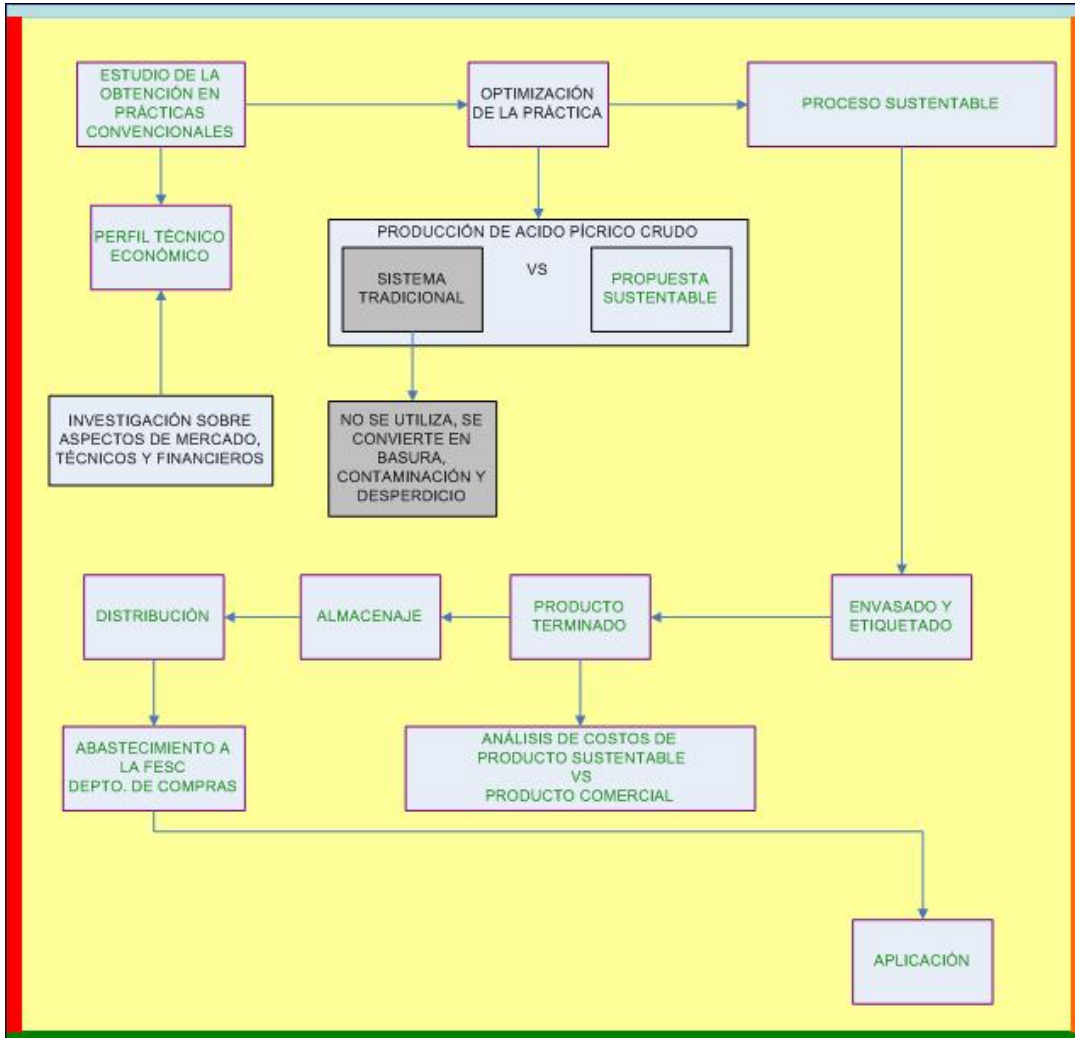 ESTUDIO DE LA
OBTENCIÓN EN
PRÁCTICAS
CONVENCIONALES
OPTIMIZACIÓN
DE LA PRÁCTICA
PROCESO SUSTENTABLE
PERFIL TÉCNICO
ECONÓMICO
PRODUCCIÓN DE ACIDO PÍCRICO CRUDO
SISTEMA
TRADICIONAL
VS
PROPUESTA
SUSTENTABLE
INVESTIGACIÓN SOBRE
ASPECTOS DE MERCADO,
TÉCNICOS Y FINANCIEROS
NO SE UTILIZA, SE
CONVIERTE EN
BASURA,
CONTAMINACIÓN Y
DESPERDICIO
DISTRIBUCIÓN
ALMACENAJE
PRODUCTO
TERMINADO
ENVASADO Y
ETIQUETADO
ABASTECIMIENTO A
LA FESC
DEPTO. DE COMPRAS
ANÁLISIS DE COSTOS DE
PRODUCTO SUSTENTABLE
VS
PRODUCTO COMERCIAL
APLICACIÓN